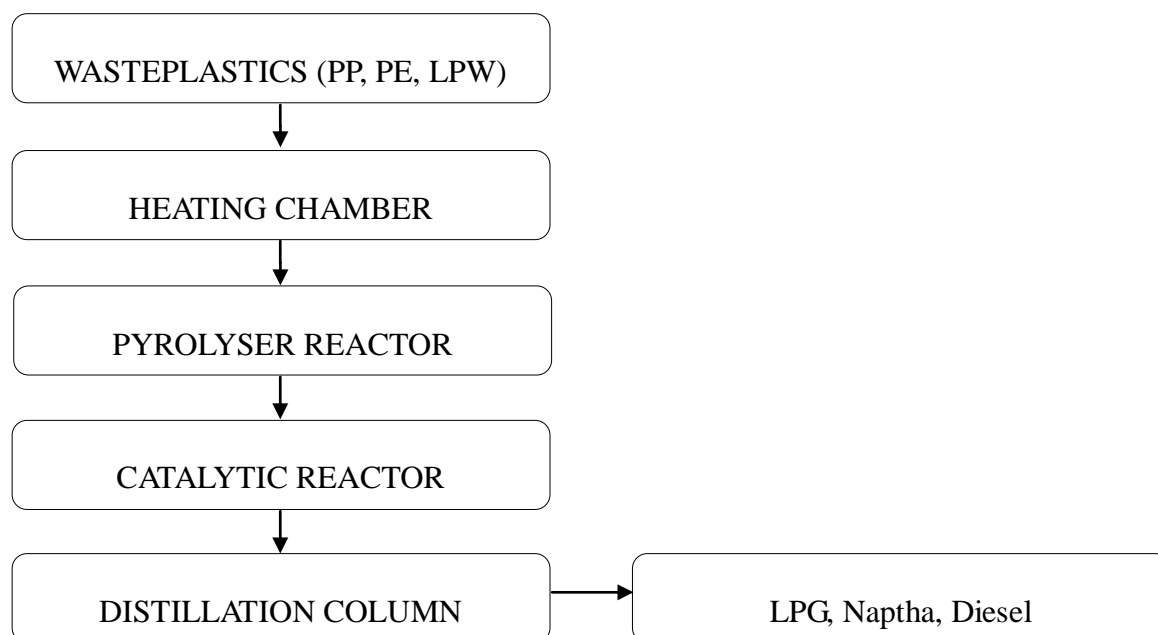 WASTEPLASTICS (PP, PE, LPW)
HEATING CHAMBER
PYROLYSER REACTOR
CATALYTIC REACTOR
DISTILLATION COLUMN
LPG, Naptha, Diesel